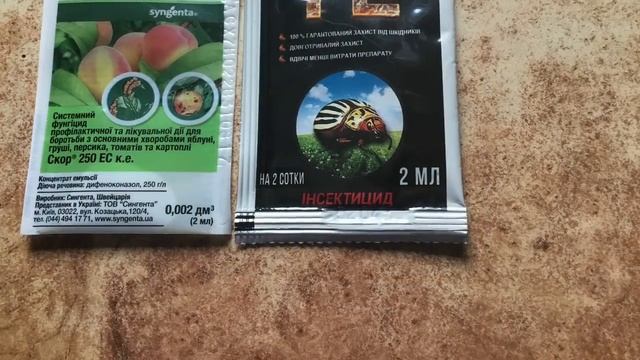 syngenta
Системний
фунгіцид
профілактичної та лікувальної дії для
боротьби з основними хворобами яблуні,
груші, персика, томатів та картоплі
Скор® 250 ЕС к.е.
Концентрат емульсії
Діюча речовина: дифеноконазол, 250 г/л
Виробник: Сингента, Швейцарія
Представник в Україні: ТОВ "Сингента"
м. Київ, 03022, вул. Козацька,120/4,
тел. (044) 494 17 71, www.syngenta.ua
0,002 дм³
(2 мл)
100 % ГАРАНТОВАНИЙ ЗАХИСТ ВІД ШКІДНИКІВ
ДОВГОТРИВАЛИЙ ЗАХИСТ
ВДВІЧІ МЕНШІ ВИТРАТИ ПРЕПАРАТУ
НА 2 СОТКИ
2 МЛ
ІНСЕКТИЦИД